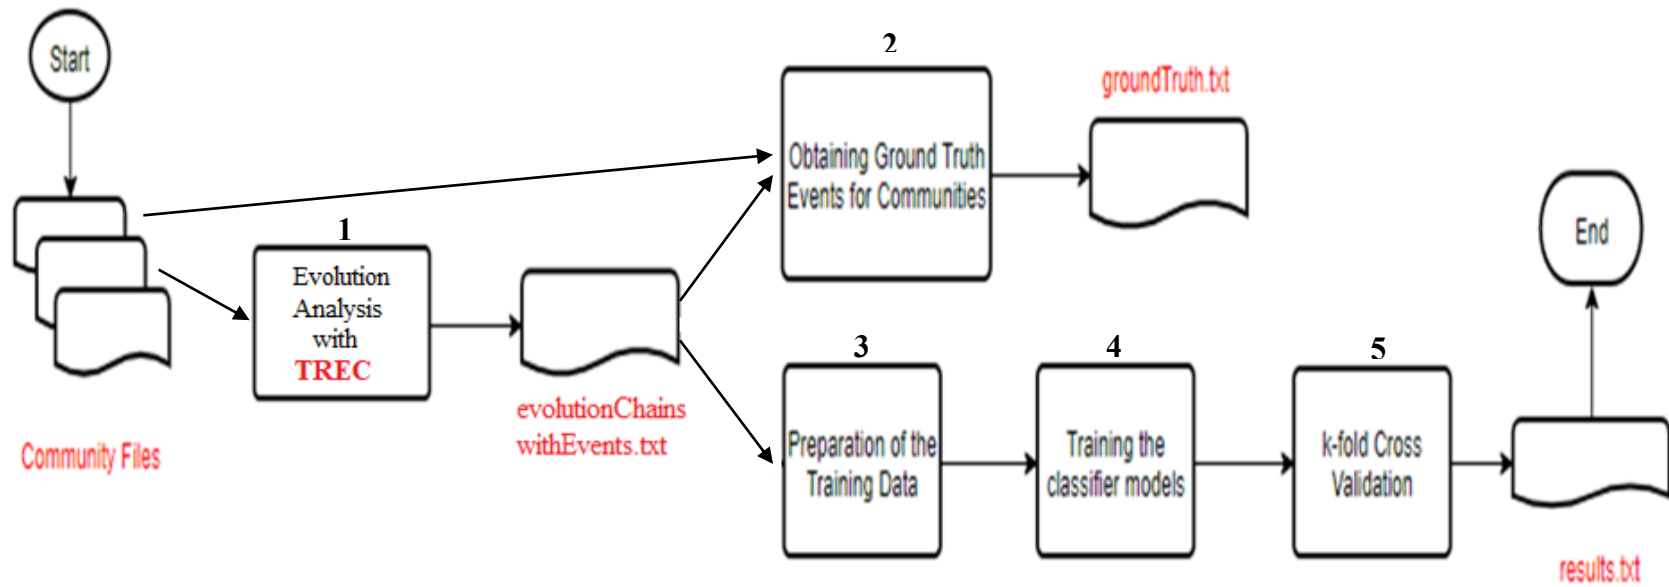 Start
Community Files
1
Evolution
Analysis
with
TREC
evolutionChains
withEvents.txt
2
Obtaining Ground Truth
Events for Communities
groundTruth.txt
3
Preparation of the
Training Data
4
Training the
classifier models
5
k-fold Cross
Validation
results.txt
End